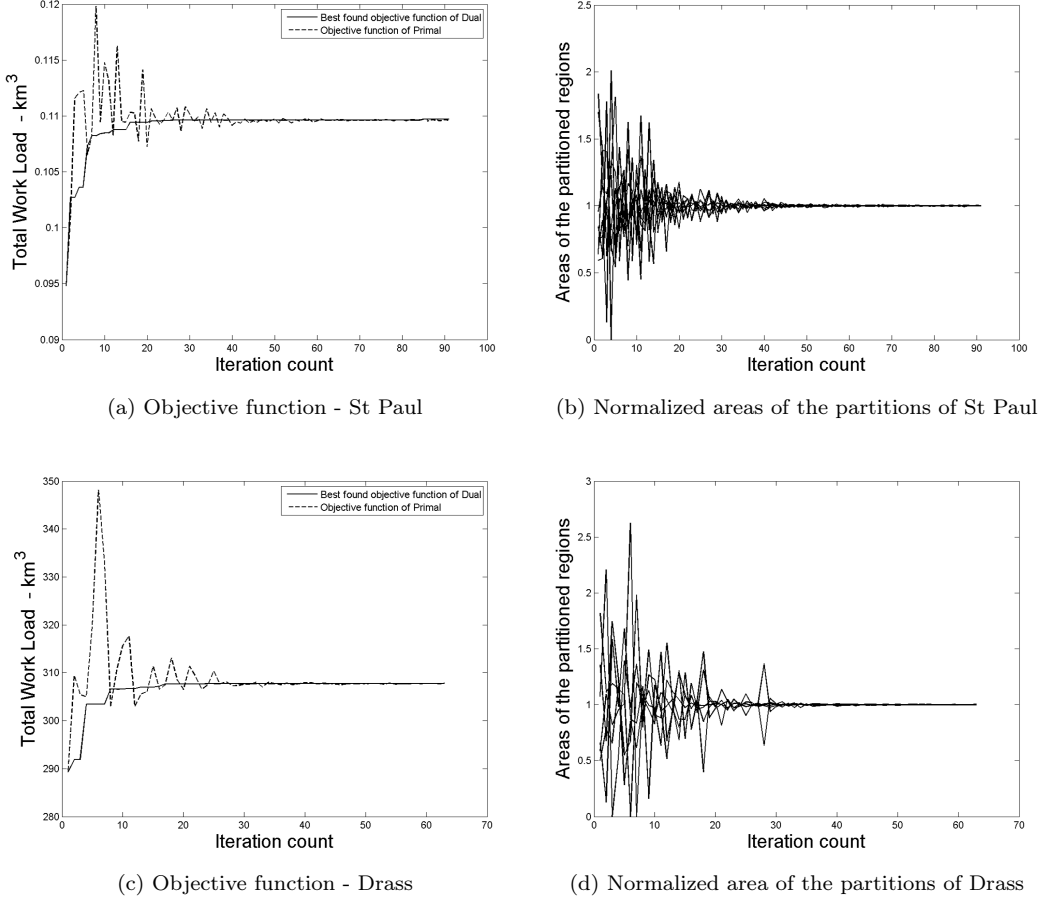 0.12
0.115
0.11
0.105
0.1
0.095
0.09
Total Work Load - km³
Best found objective function of Dual
Objective function of Primal
0 10 20 30 40 50 60 70 80 90 100
Iteration count
(a) Objective function - St Paul
2.5
2
1.5
1
0.5
0
Areas of the partitioned regions
0 10 20 30 40 50 60 70 80 90 100
Iteration count
(b) Normalized areas of the partitions of St Paul
350
340
330
320
310
300
290
280
Total Work Load - km³
Best found objective function of Dual
Objective function of Primal
0 10 20 30 40 50 60 70
Iteration count
(c) Objective function - Drass
3
2.5
2
1.5
1
0.5
0
Areas of the partitioned regions
0 10 20 30 40 50 60 70
Iteration count
(d) Normalized area of the partitions of Drass